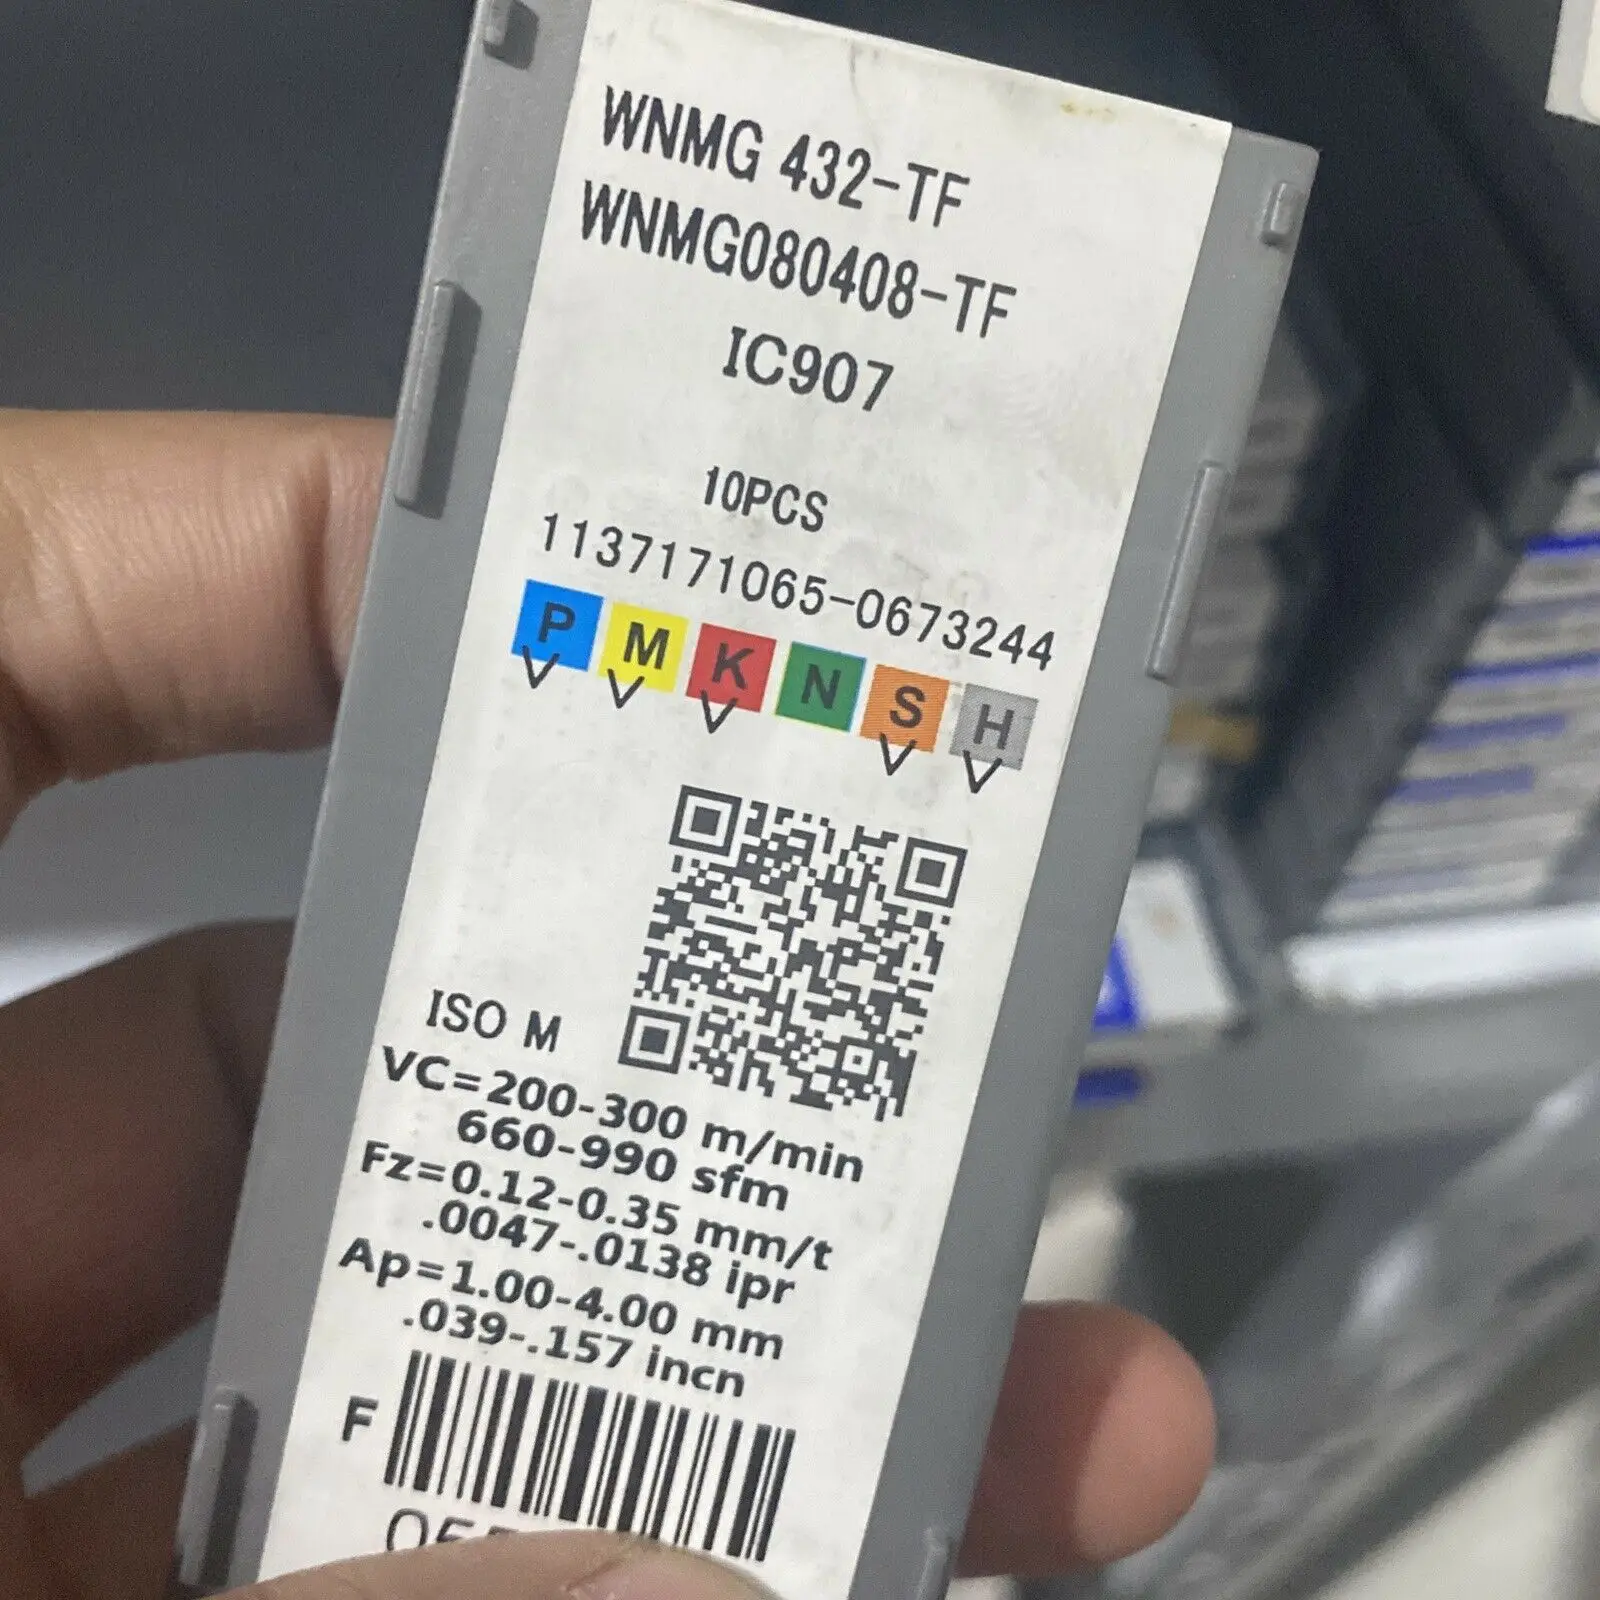 WNMG 432-TF
WNMG080408-TF
IC907
10PCS
1137171065-0673244
P M K N S H
ISO M
VC=200-300 m/min
660-990 sfm
Fz=0.12-0.35 mm/t
.0047-.0138 ipr
Ap=1.00-4.00 mm
.039-.157 incn
F